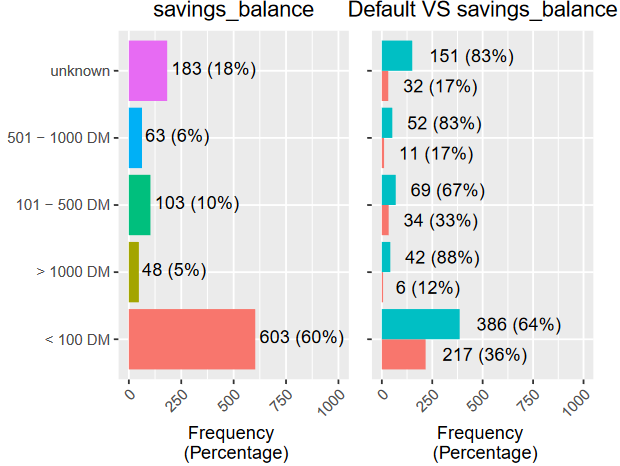 savings_balance
Default VS savings_balance
unknown
183 (18%)
151 (83%)
32 (17%)
501 − 1000 DM
63 (6%)
52 (83%)
11 (17%)
101 − 500 DM
103 (10%)
69 (67%)
34 (33%)
> 1000 DM
48 (5%)
42 (88%)
6 (12%)
< 100 DM
603 (60%)
386 (64%)
217 (36%)
0
250
500
750
1000
0
250
500
750
1000
Frequency
(Percentage)
Frequency
(Percentage)